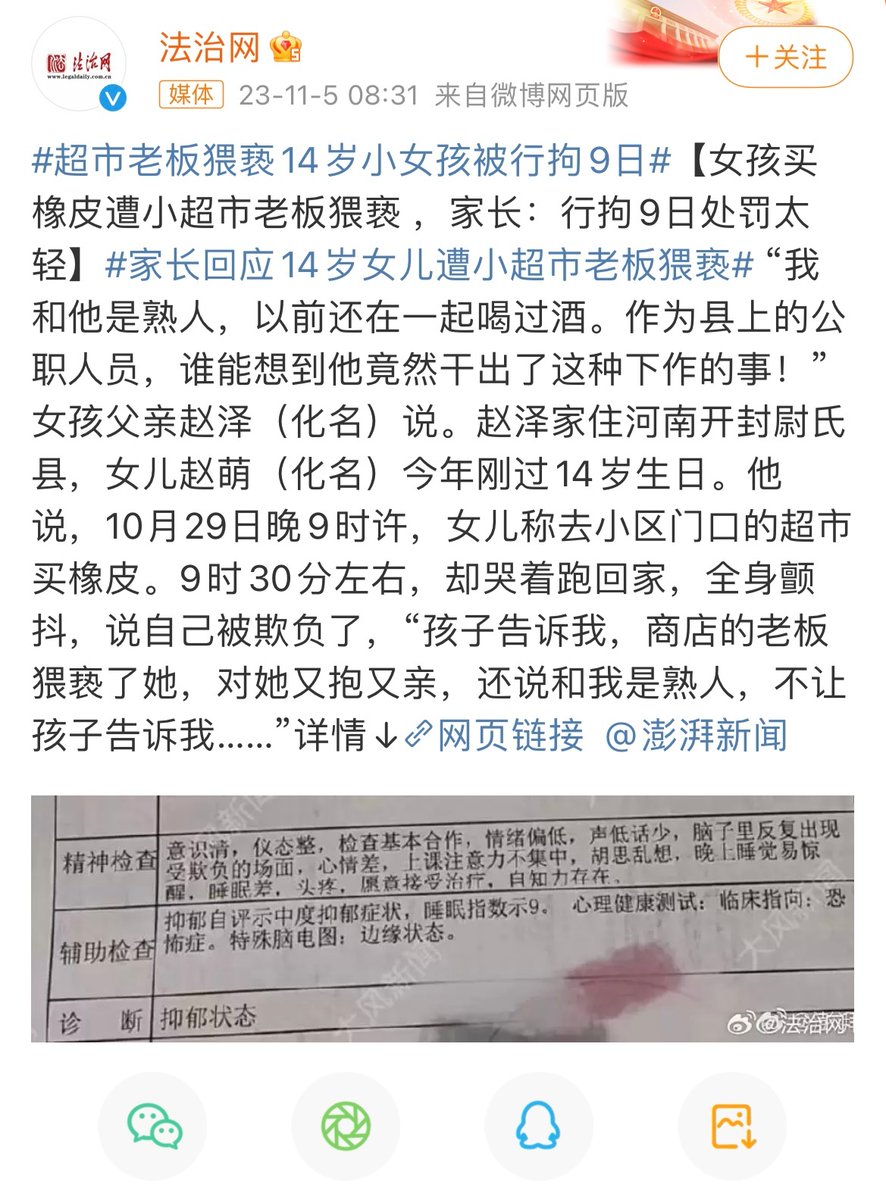 法治网
法治网
www.legaldaily.com.cn
+关注
媒体 23-11-5 08:31 来自微博网页版
#超市老板猥亵14岁小女孩被行拘9日#【女孩买
橡皮遭小超市老板猥亵 ，家长：行拘9日处罚太
轻】#家长回应14岁女儿遭小超市老板猥亵# “我
和他是熟人，以前还在一起喝过酒。作为县上的公
职人员，谁能想到他竟然干出了这种下作的事！”
女孩父亲赵泽（化名）说。赵泽家住河南开封尉氏
县，女儿赵萌（化名）今年刚过14岁生日。他
说，10月29日晚9时许，女儿称去小区门口的超市
买橡皮。9时30分左右，却哭着跑回家，全身颤
抖，说自己被欺负了，“孩子告诉我，商店的老板
猥亵了她，对她又抱又亲，还说和我是熟人，不让
孩子告诉我……”详情↓网页链接 @澎湃新闻
精神检查
意识清，仪态整，检查基本合作，情绪偏低，声低话少，脑子里反复出现
受欺负的场面，心情差，上课注意力不集中，胡思乱想，晚上睡觉易惊
醒，睡眠差，头疼，愿意接受治疗，自知力存在。
辅助检查
抑郁自评示中度抑郁症状，睡眠指数示9。 心理健康测试：临床指向：恐
怖症。特殊脑电图：边缘状态。
诊 断
抑郁状态
大风新闻
大风新闻
@法治网